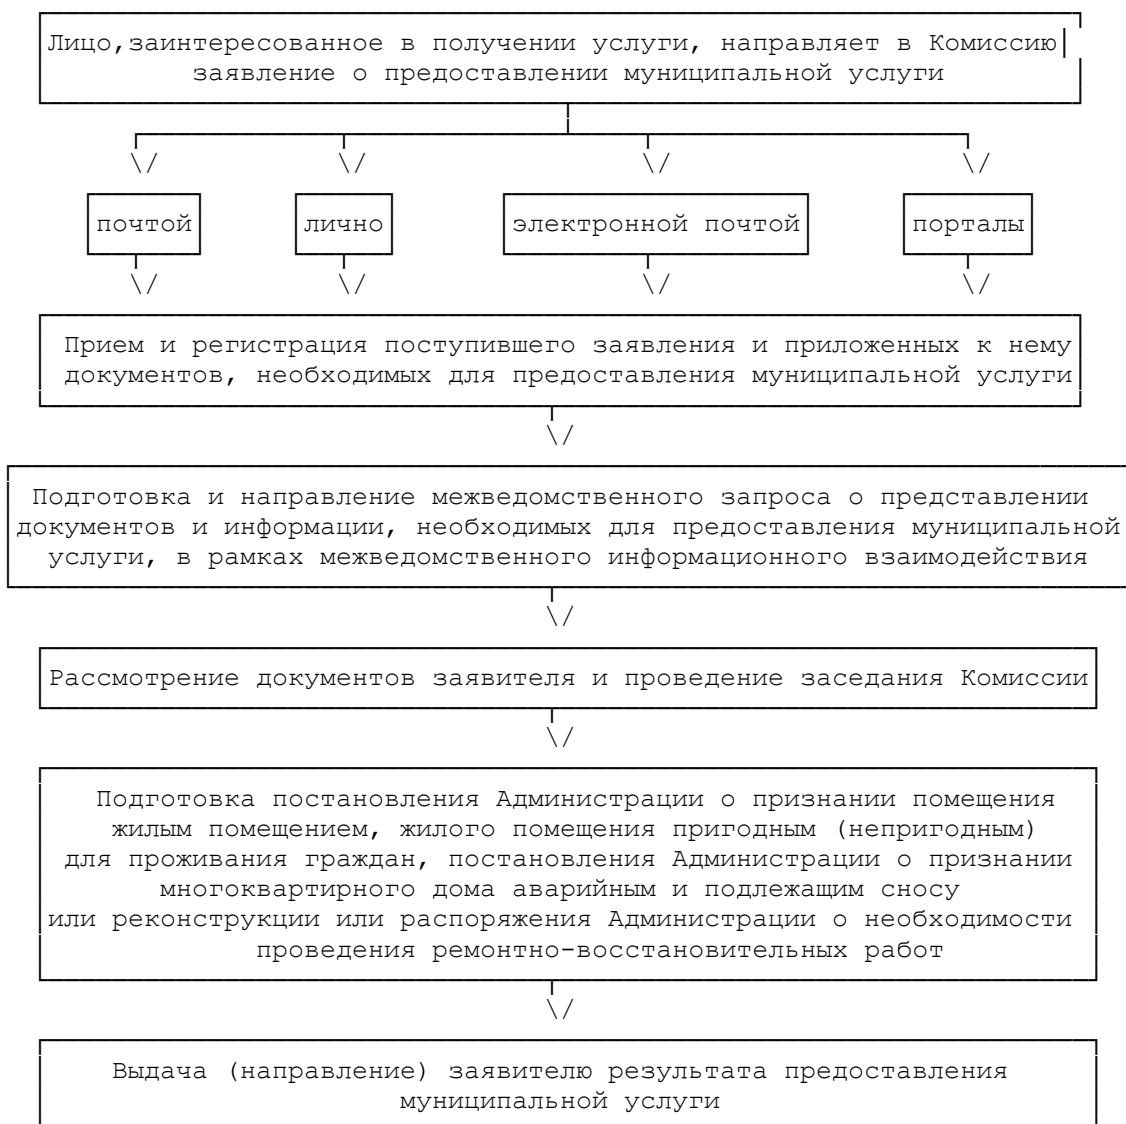 Лицо,заинтересованное в получении услуги, направляет в Комиссию
заявление о предоставлении муниципальной услуги
почтой лично электронной почтой порталы
Прием и регистрация поступившего заявления и приложенных к нему
документов, необходимых для предоставления муниципальной услуги
Подготовка и направление межведомственного запроса о представлении
документов и информации, необходимых для предоставления муниципальной
услуги, в рамках межведомственного информационного взаимодействия
Рассмотрение документов заявителя и проведение заседания Комиссии
Подготовка постановления Администрации о признании помещения
жилым помещением, жилого помещения пригодным (непригодным)
для проживания граждан, постановления Администрации о признании
многоквартирного дома аварийным и подлежащим сносу
или реконструкции или распоряжения Администрации о необходимости
проведения ремонтно-восстановительных работ
Выдача (направление) заявителю результата предоставления
муниципальной услуги